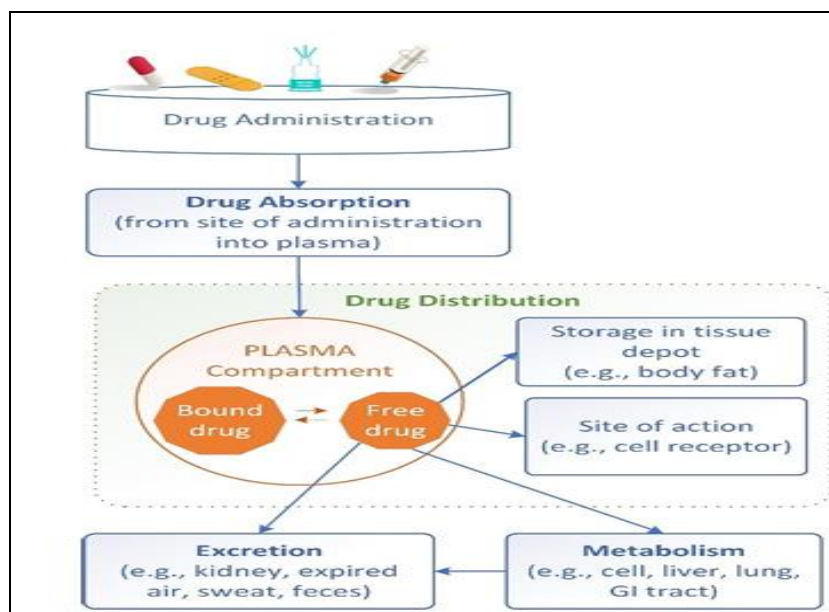 Drug Administration
Drug Absorption
(from site of administration
into plasma)
Drug Distribution
PLASMA
Compartment
Bound
drug
Free
drug
Storage in tissue
depot
(e.g., body fat)
Site of action
(e.g., cell receptor)
Excretion
(e.g., kidney, expired
air, sweat, feces)
Metabolism
(e.g., cell, liver, lung,
GI tract)